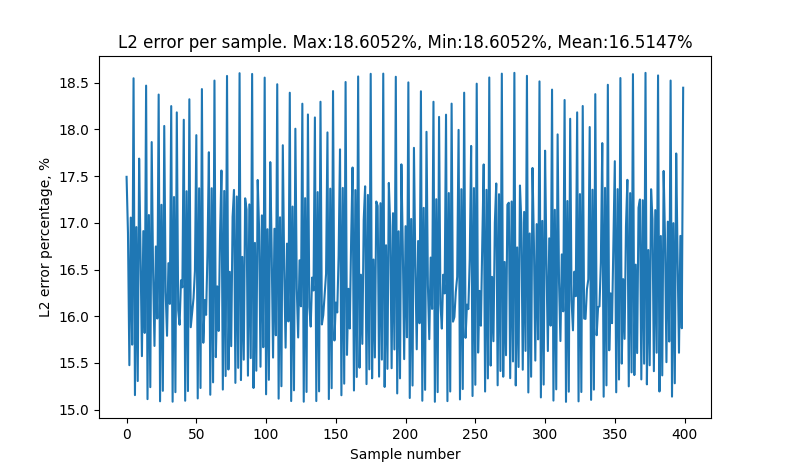 L2 error per sample. Max:18.6052%, Min:18.6052%, Mean:16.5147%
L2 error percentage, %
18.5
18.0
17.5
17.0
16.5
16.0
15.5
15.0
0 50 100 150 200 250 300 350 400
Sample number